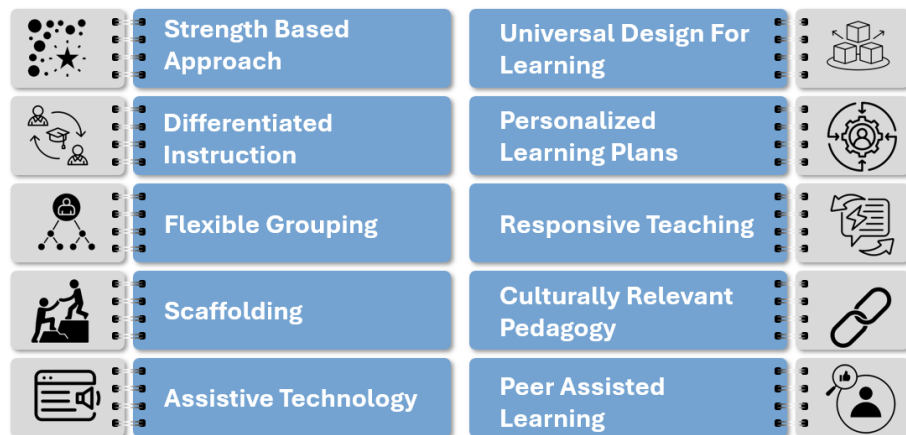 Strength Based
Approach
Differentiated
Instruction
Flexible Grouping
Scaffolding
Assistive Technology
Universal Design For
Learning
Personalized
Learning Plans
Responsive Teaching
Culturally Relevant
Pedagogy
Peer Assisted
Learning